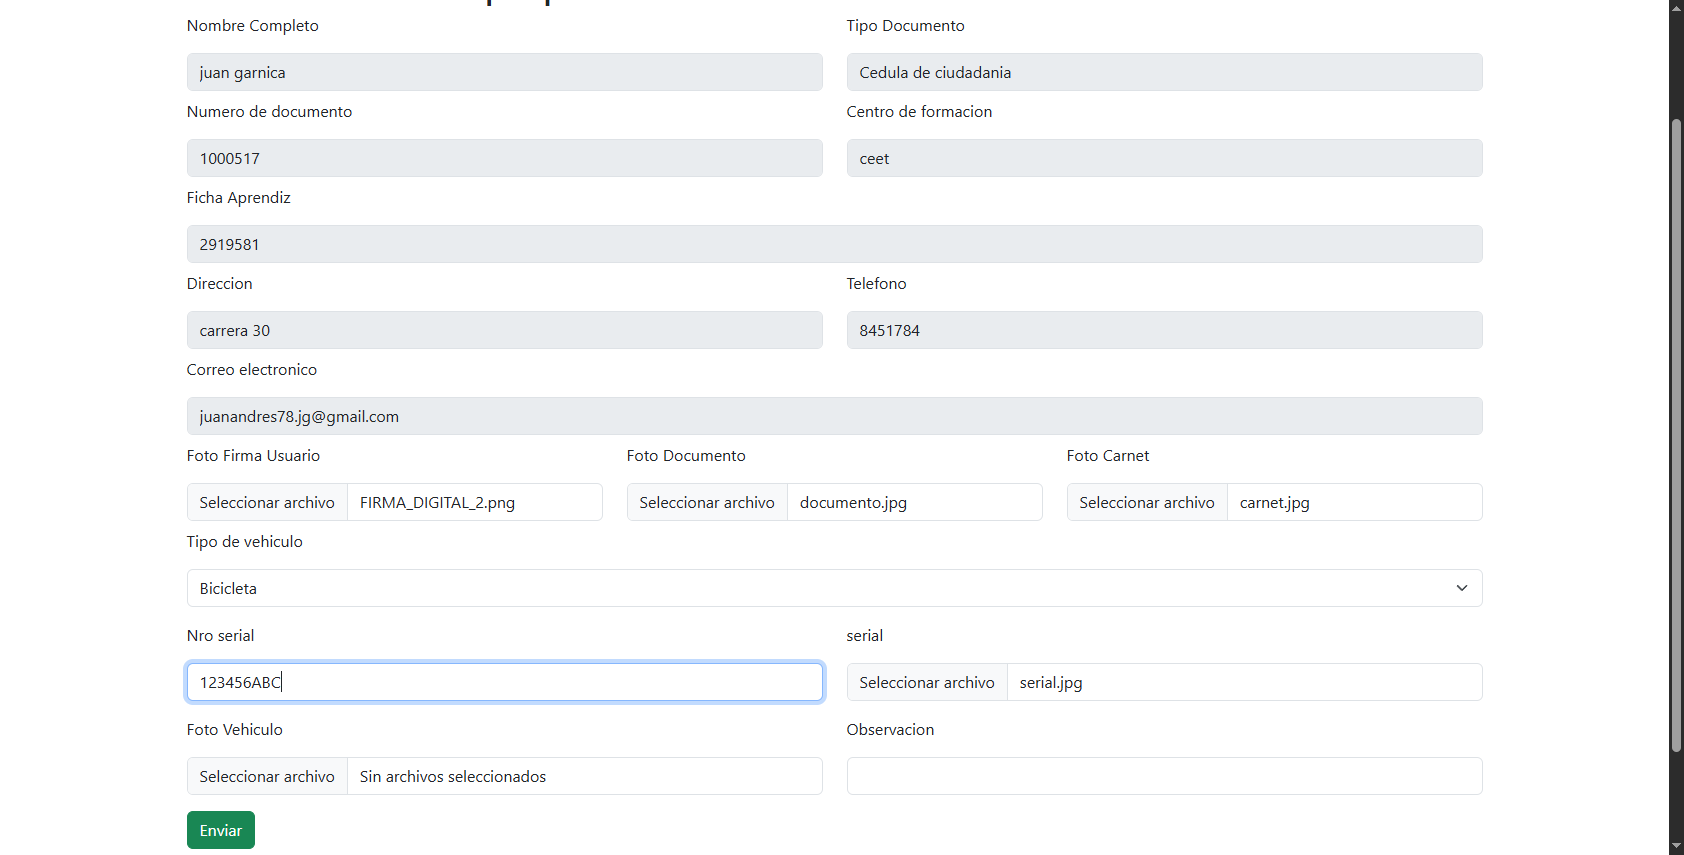 Nombre Completo
Tipo Documento
juan garnica
Cedula de ciudadania
Numero de documento
Centro de formacion
1000517
ceet
Ficha Aprendiz
2919581
Direccion
Telefono
carrera 30
8451784
Correo electronico
juanandres78.jg@gmail.com
Foto Firma Usuario
Foto Documento
Foto Carnet
Seleccionar archivo FIRMA_DIGITAL_2.png
Seleccionar archivo documento.jpg
Seleccionar archivo carnet.jpg
Tipo de vehiculo
Bicicleta
Nro serial
serial
123456ABC
Seleccionar archivo serial.jpg
Foto Vehiculo
Observacion
Seleccionar archivo Sin archivos seleccionados
Enviar